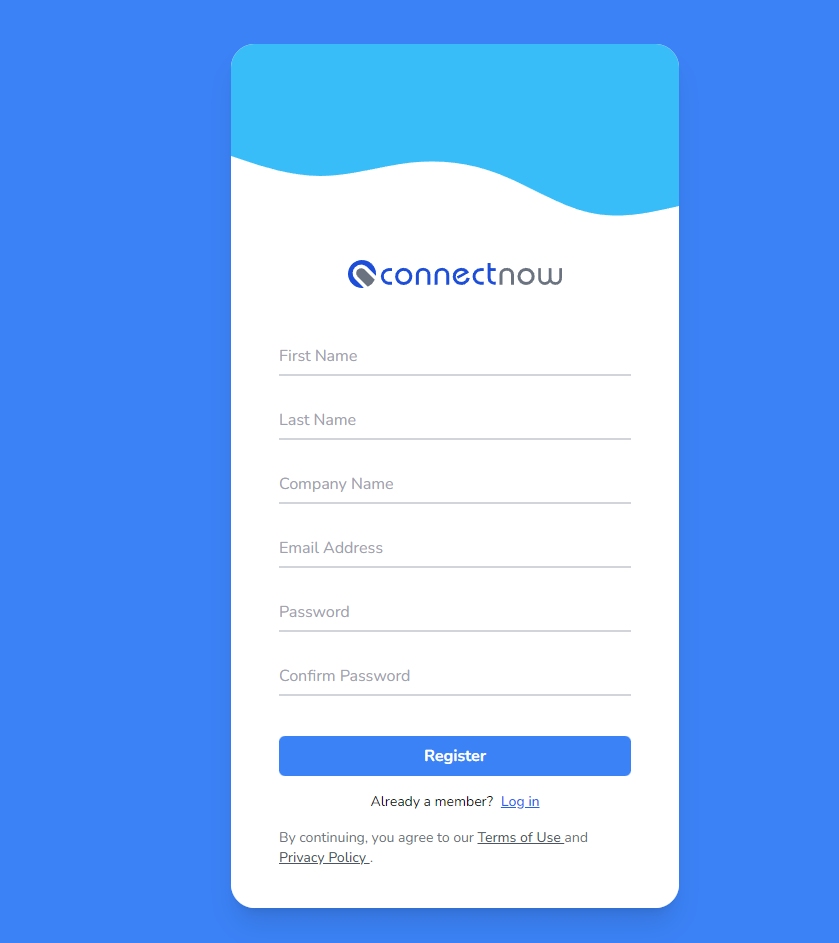 connectnow
First Name
Last Name
Company Name
Email Address
Password
Confirm Password
Register
Already a member? Log in
By continuing, you agree to our Terms of Use and
Privacy Policy .